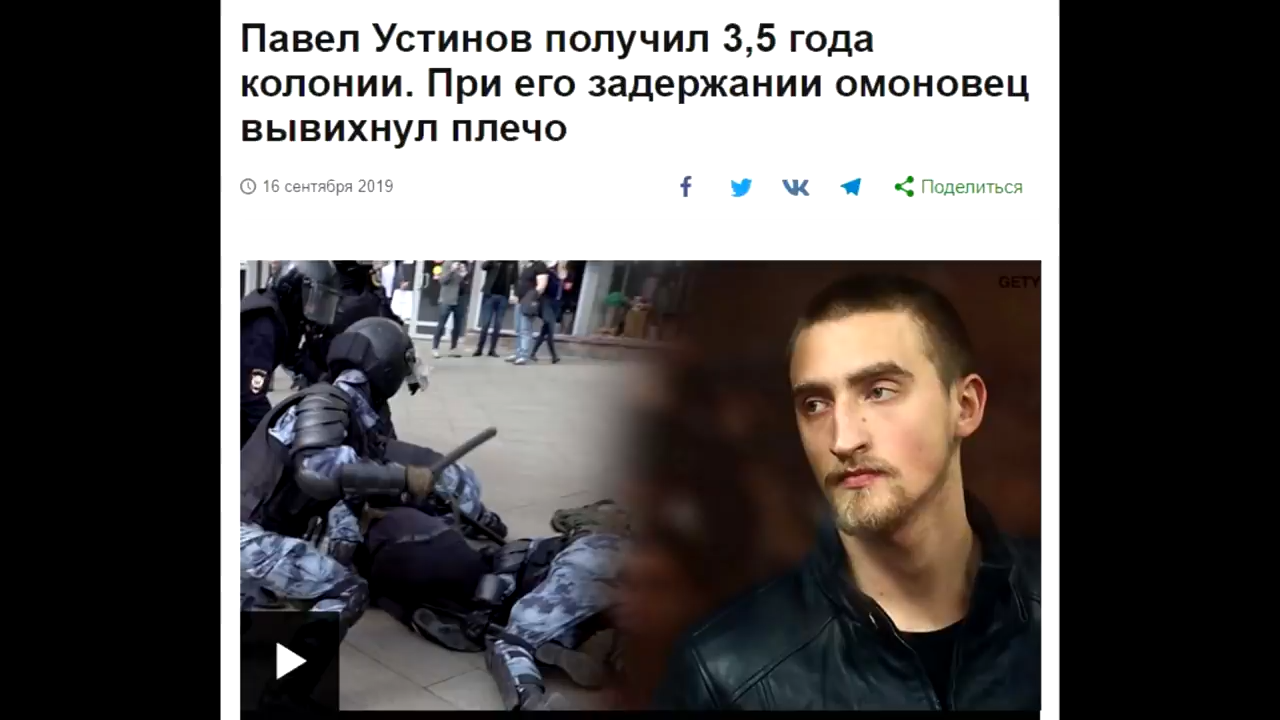 Павел Устинов получил 3,5 года
колонии. При его задержании омоновец
вывихнул плечо
16 сентября 2019
Поделиться
GETY